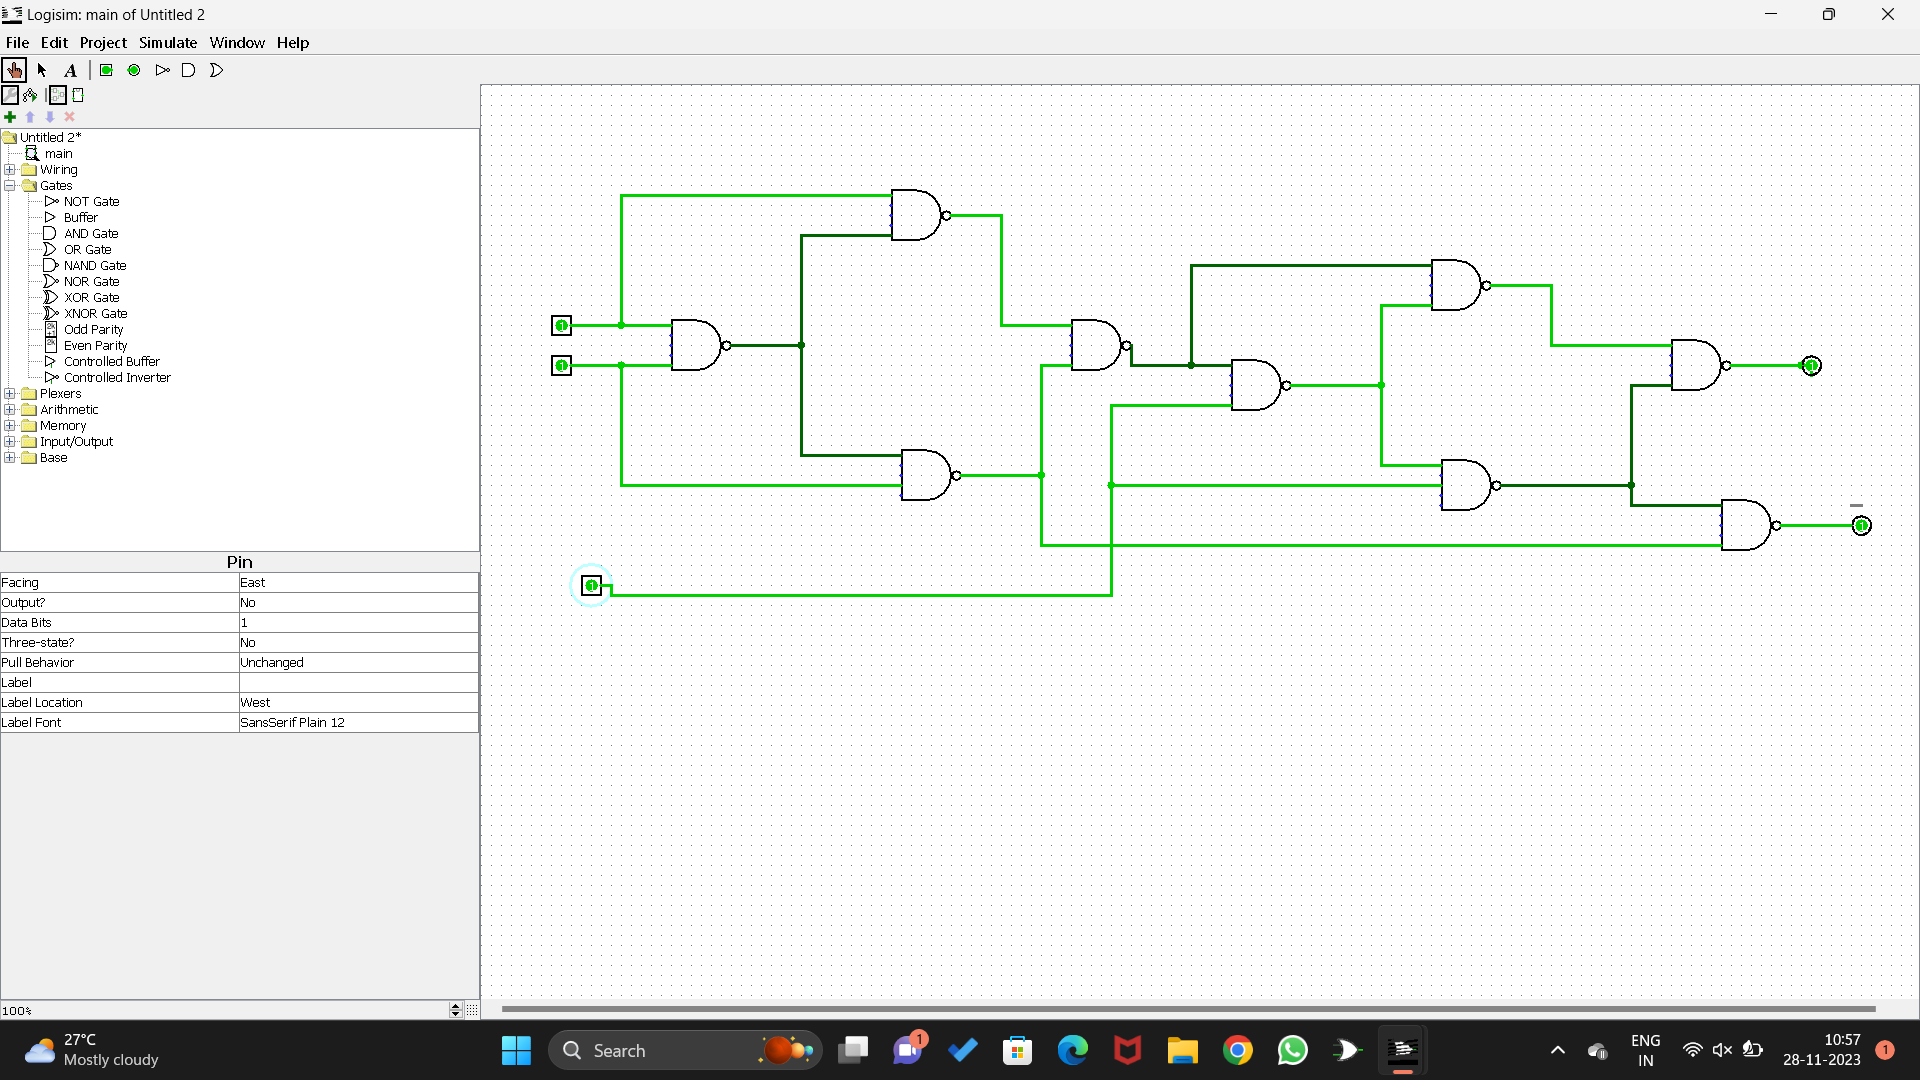 Logisim: main of Untitled 2
File Edit Project Simulate Window Help
A
Untitled 2*
main
Wiring
Gates
NOT Gate
Buffer
AND Gate
OR Gate
NAND Gate
NOR Gate
XOR Gate
XNOR Gate
Odd Parity
Even Parity
Controlled Buffer
Controlled Inverter
Plexers
Arithmetic
Memory
Input/Output
Base
Pin
Facing East
Output? No
Data Bits 1
Three-state? No
Pull Behavior Unchanged
Label
Label Location West
Label Font SansSerif Plain 12
100%
1
1
1
1
1
27°C
Mostly cloudy
Search
1
ENG
IN
10:57
28-11-2023
1